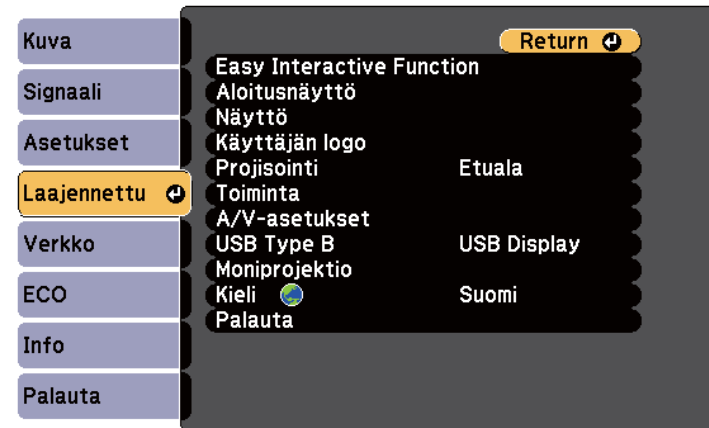 Kuva
Signaali
Asetukset
Laajennettu
Verkko
ECO
Info
Palauta
Return
Easy Interactive Function
Aloitusnäyttö
Näyttö
Käyttäjän logo
Projisointi Etuala
Toiminta
A/V-asetukset
USB Type B USB Display
Moniprojektio
Kieli Suomi
Palauta